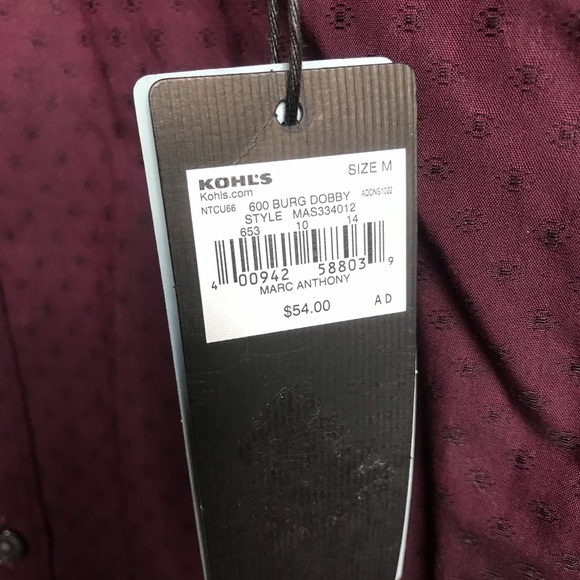 KOHL'S SIZE M
Kohls.com
NTCU66 600 BURG DOBBY ADDNS1022
STYLE MAS334012
653 10 14
4 00942 58803 9
MARC ANTHONY
$54.00 A D